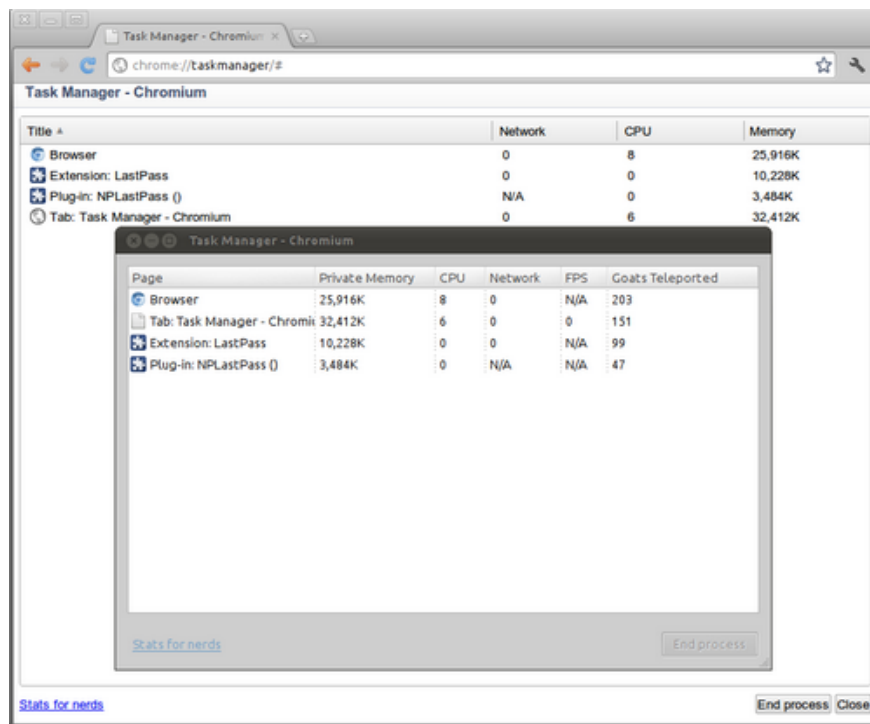 Task Manager - Chromium
chrome://taskmanager/#
Task Manager - Chromium
Title Network CPU Memory
Browser 0 8 25,916K
Extension: LastPass 0 0 10,228K
Plug-in: NPLastPass () N/A 0 3,484K
Tab: Task Manager - Chromium 0 6 32,412K
Task Manager - Chromium
Page Private Memory CPU Network FPS Goats Teleported
Browser 25,916K 8 0 N/A 203
Tab: Task Manager - Chromi 32,412K 6 0 0 151
Extension: LastPass 10,228K 0 0 N/A 99
Plug-in: NPLastPass () 3,484K 0 N/A N/A 47
Stats for nerds End process
Stats for nerds End process Close